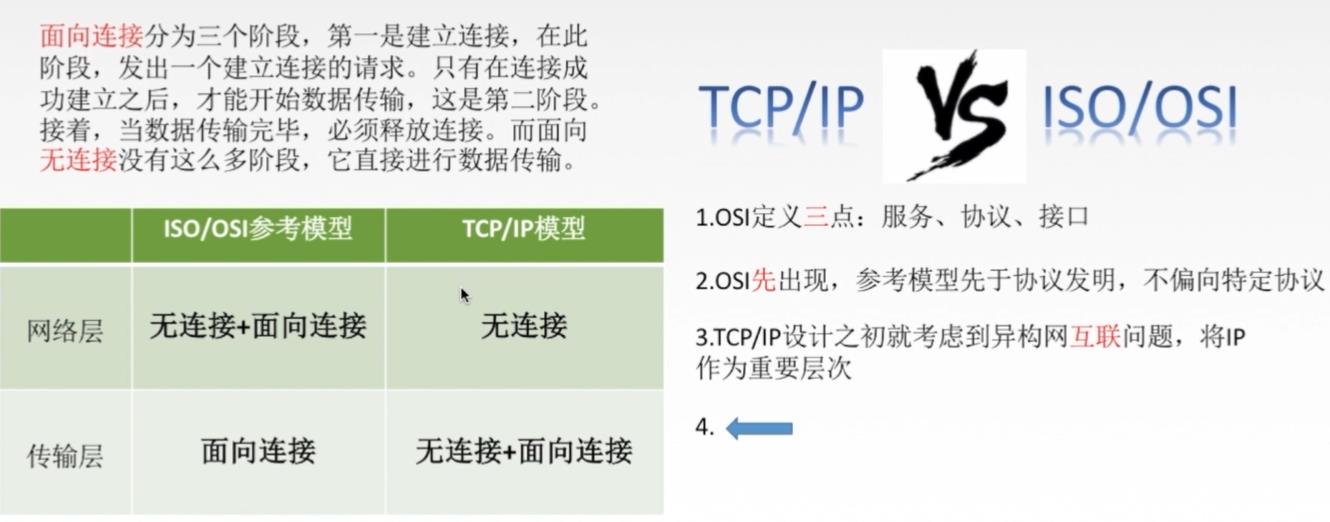 面向连接分为三个阶段，第一是建立连接，在此
阶段，发出一个建立连接的请求。只有在连接成
功建立之后，才能开始数据传输，这是第二阶段。
接着，当数据传输完毕，必须释放连接。而面向
无连接没有这么多阶段，它直接进行数据传输。
ISO/OSI参考模型 TCP/IP模型
网络层 无连接+面向连接 无连接
传输层 面向连接 无连接+面向连接
TCP/IP VS ISO/OSI
1.OSI定义三点：服务、协议、接口
2.OSI先出现，参考模型先于协议发明，不偏向特定协议
3.TCP/IP设计之初就考虑到异构网互联问题，将IP
作为重要层次
4.